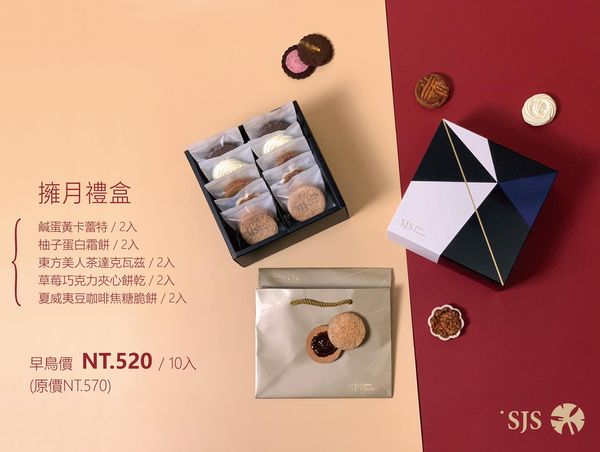 擁月禮盒
鹹蛋黃卡蕾特 / 2入
柚子蛋白霜餅 / 2入
東方美人茶達克瓦茲 / 2入
草莓巧克力夾心餅乾 / 2入
夏威夷豆咖啡焦糖脆餅 / 2入
早鳥價 NT.520 / 10入
(原價NT.570)
SJS
SJS
SJS
SJS